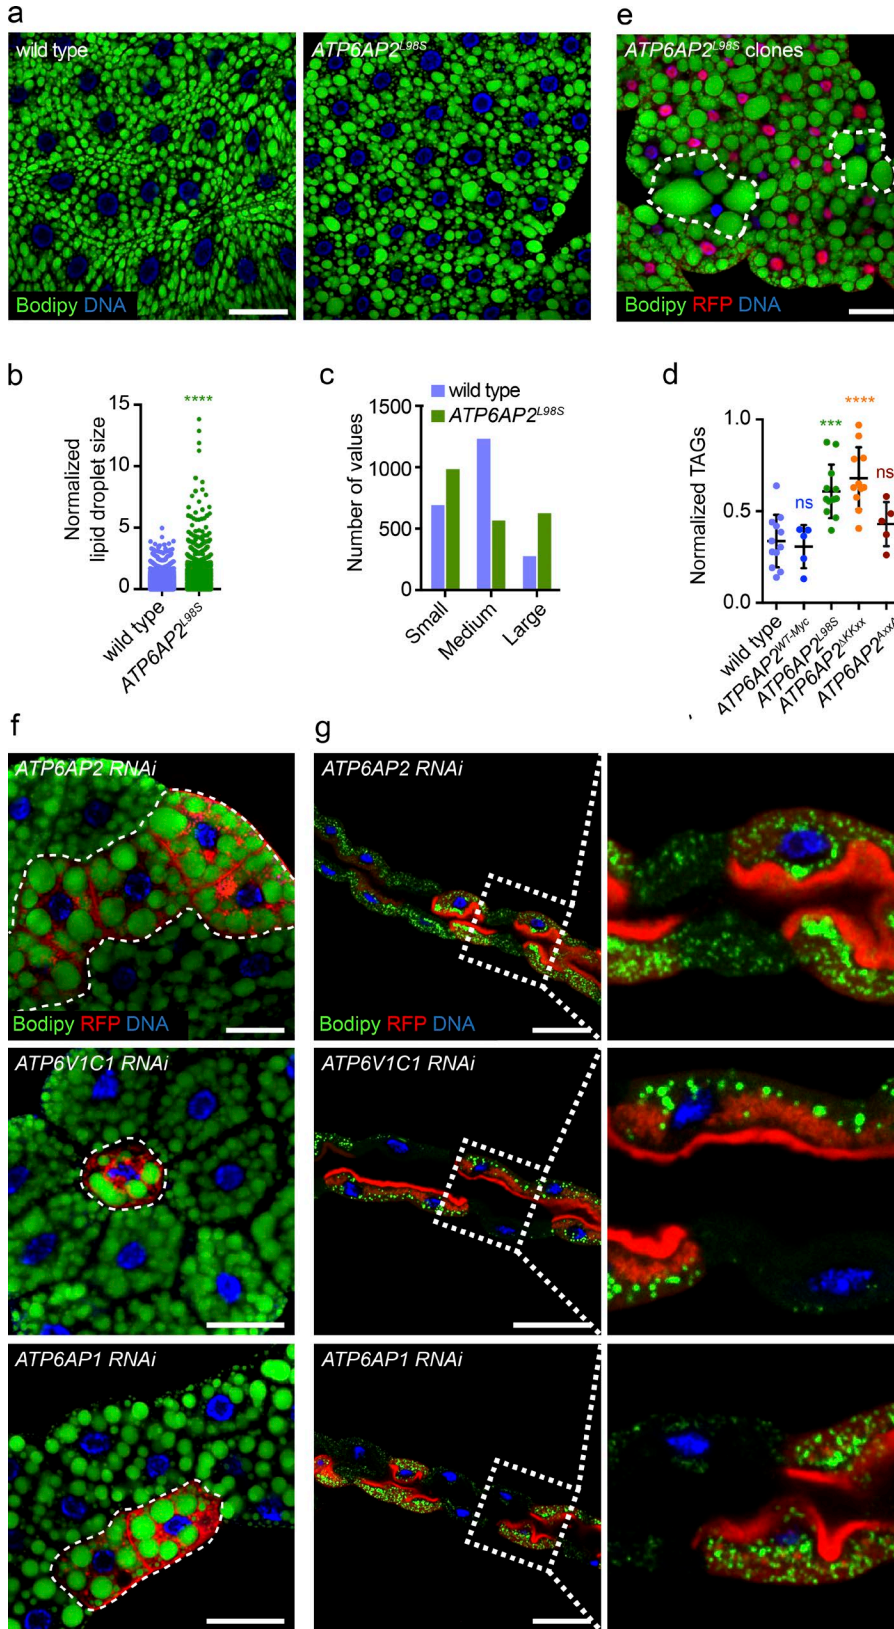 a
wild type
ATP6AP2L98S
Bodipy DNA
e
ATP6AP2L98S clones
Bodipy RFP DNA
b
Normalized
lipid droplet size
15
10
5
0
****
wild type
ATP6AP2L98S
c
wild type
ATP6AP2L98S
Number of values
1500
1000
500
0
Small
Medium
Large
d
Normalized TAGs
1.0
0.5
0.0
ns
***
****
ns
wild type
ATP6AP2WT-Myc
ATP6AP2L98S
ATP6AP2ΔKKxx
ATP6AP2AxxA
f
ATP6AP2 RNAi
Bodipy RFP DNA
ATP6V1C1 RNAi
ATP6AP1 RNAi
g
ATP6AP2 RNAi
Bodipy RFP DNA
ATP6V1C1 RNAi
ATP6AP1 RNAi